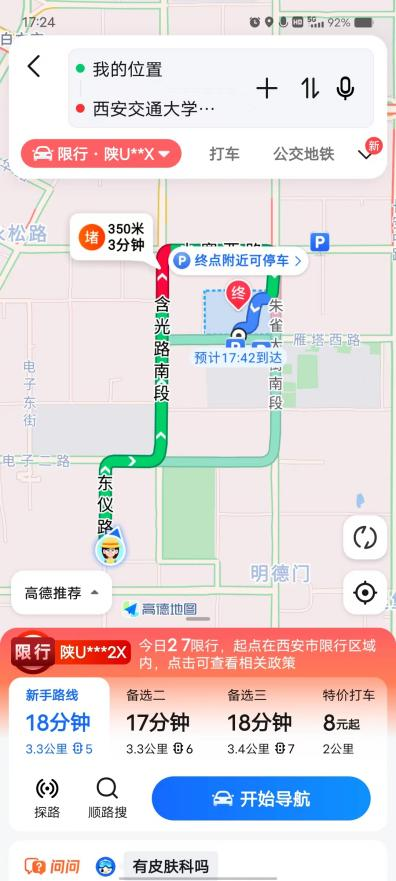 17:24
HD
5G
92%
我的位置
西安交通大学…
限行·陕U**X
打车
公交地铁
新
堵
350米
3分钟
P
P 终点附近可停车
终
松路
含光路南段
朱雀大街南段
雁塔西路
预计17:42到达
电子东街
电子二路
东仪路
明德门
高德推荐
高德地图
限行
陕U***2X
今日27限行，起点在西安市限行区域
内，点击可查看相关政策
新手路线
18分钟
3.3公里 5
备选二
17分钟
3.3公里 6
备选三
18分钟
3.4公里 7
特价打车
8元起
2公里
探路
顺路搜
开始导航
问问
有皮肤科吗